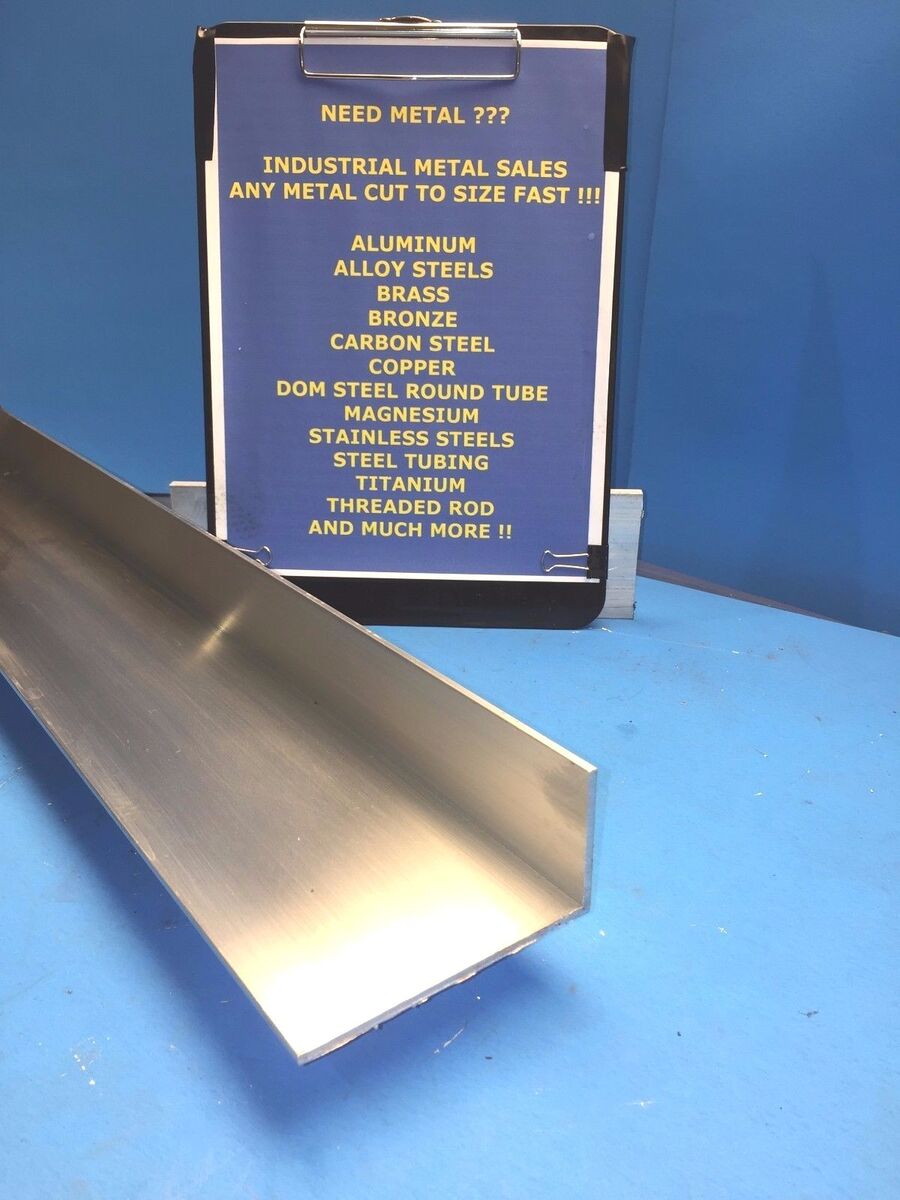 NEED METAL ???
INDUSTRIAL METAL SALES
ANY METAL CUT TO SIZE FAST !!!
ALUMINUM
ALLOY STEELS
BRASS
BRONZE
CARBON STEEL
COPPER
DOM STEEL ROUND TUBE
MAGNESIUM
STAINLESS STEELS
STEEL TUBING
TITANIUM
THREADED ROD
AND MUCH MORE !!